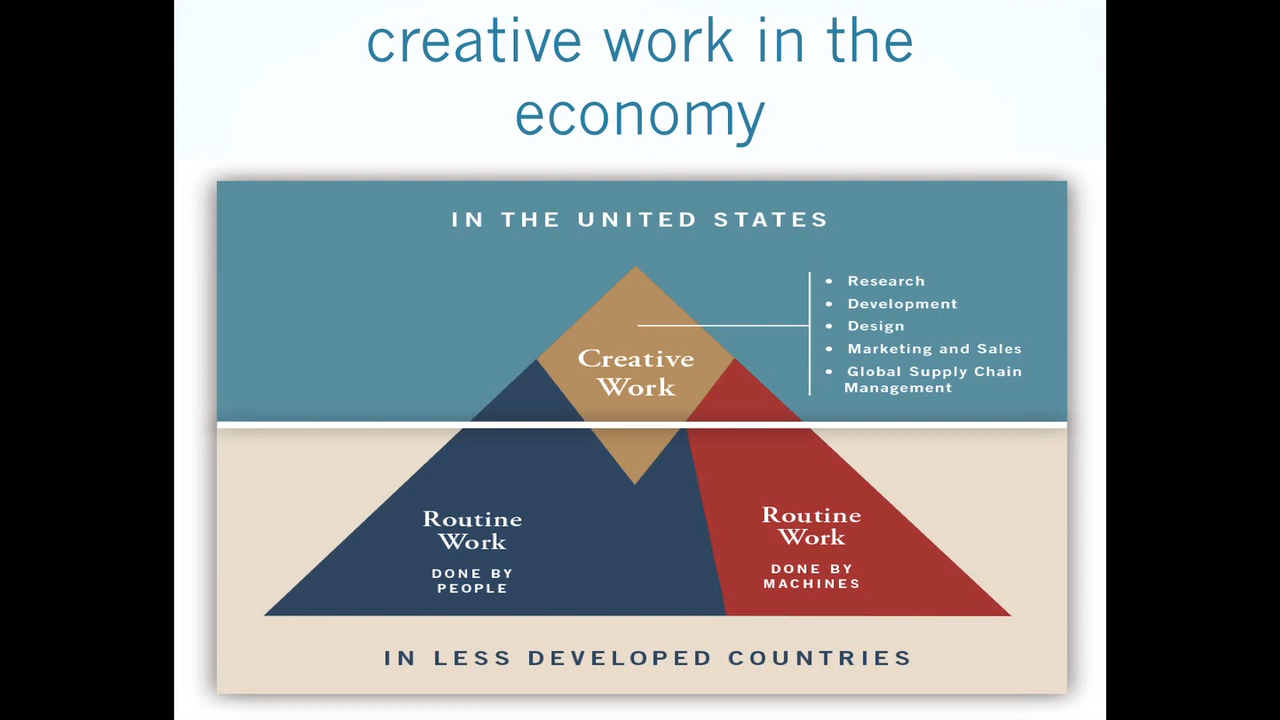 creative work in the
economy
IN THE UNITED STATES
• Research
• Development
• Design
• Marketing and Sales
• Global Supply Chain
Management
Creative
Work
Routine
Work
DONE BY
PEOPLE
Routine
Work
DONE BY
MACHINES
IN LESS DEVELOPED COUNTRIES